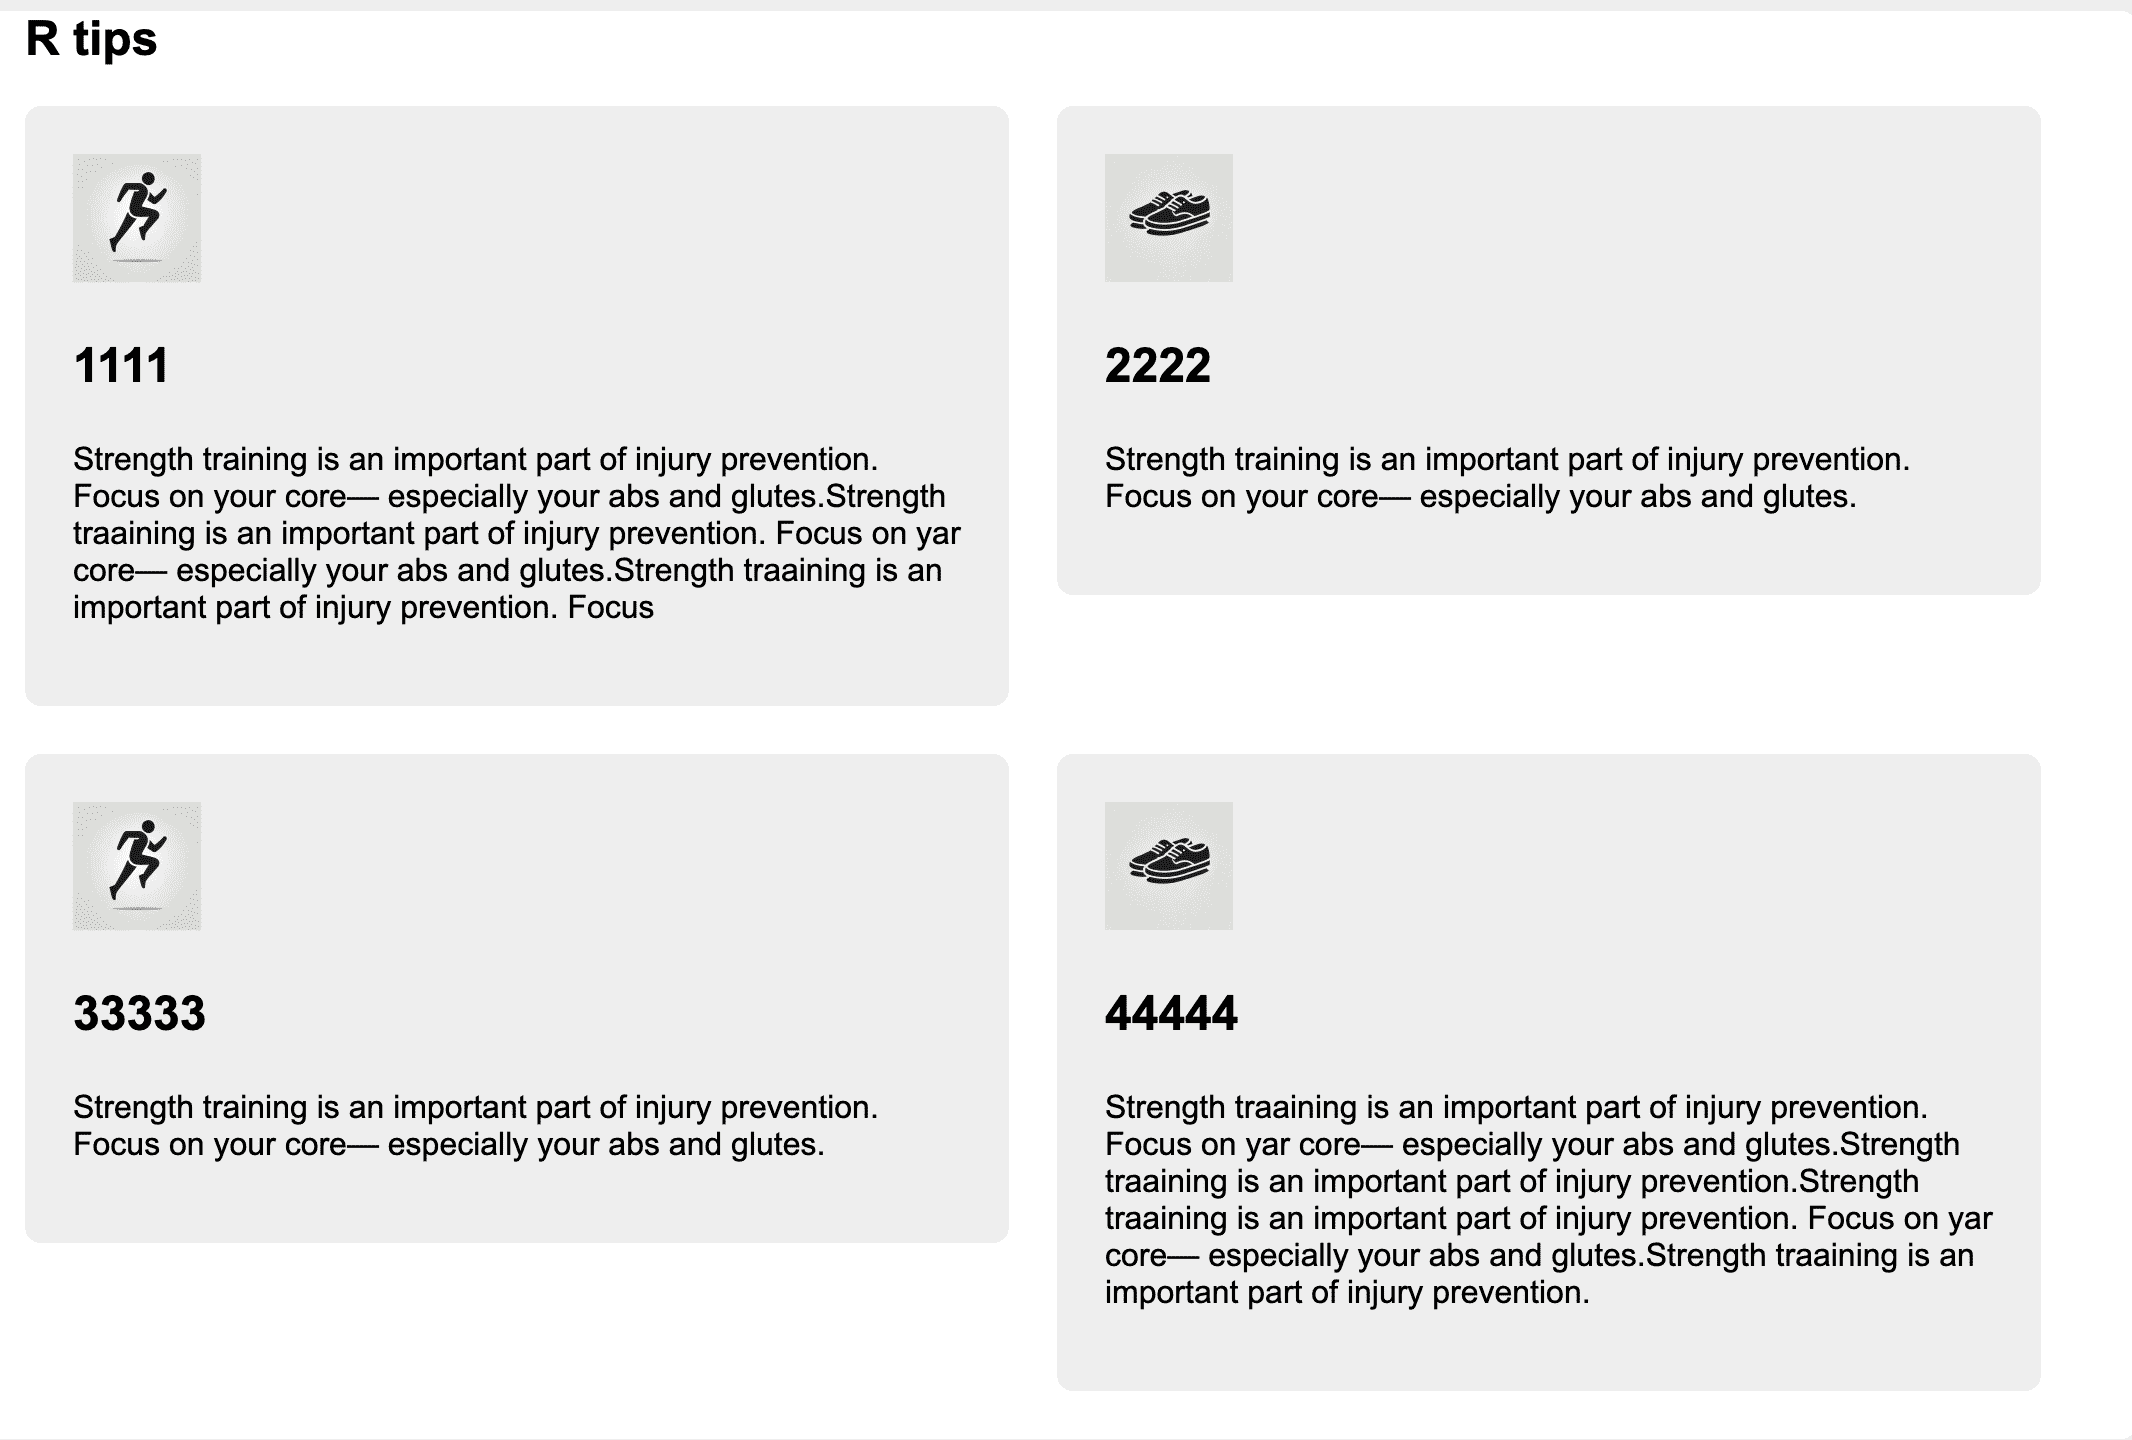 R tips
1111
Strength training is an important part of injury prevention.
Focus on your core— especially your abs and glutes.Strength
traaining is an important part of injury prevention. Focus on yar
core— especially your abs and glutes.Strength traaining is an
important part of injury prevention. Focus
2222
Strength training is an important part of injury prevention.
Focus on your core— especially your abs and glutes.
33333
Strength training is an important part of injury prevention.
Focus on your core— especially your abs and glutes.
44444
Strength traaining is an important part of injury prevention.
Focus on yar core— especially your abs and glutes.Strength
traaining is an important part of injury prevention.Strength
traaining is an important part of injury prevention. Focus on yar
core— especially your abs and glutes.Strength traaining is an
important part of injury prevention.